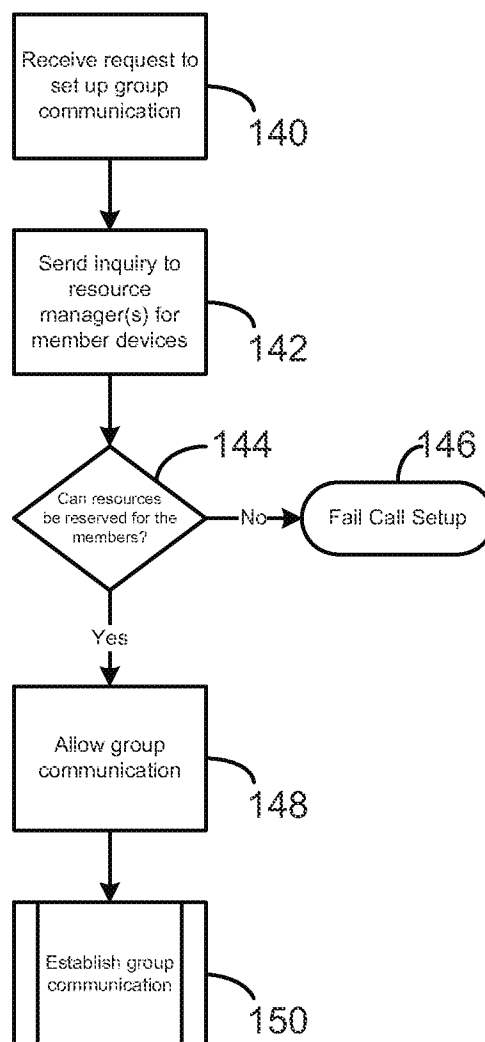 Receive request to
set up group
communication
140
Send inquiry to
resource
manager(s) for
member devices
142
144
Can resources
be reserved for the
members?
No
146
Fail Call Setup
Yes
Allow group
communication
148
Establish group
communication
150